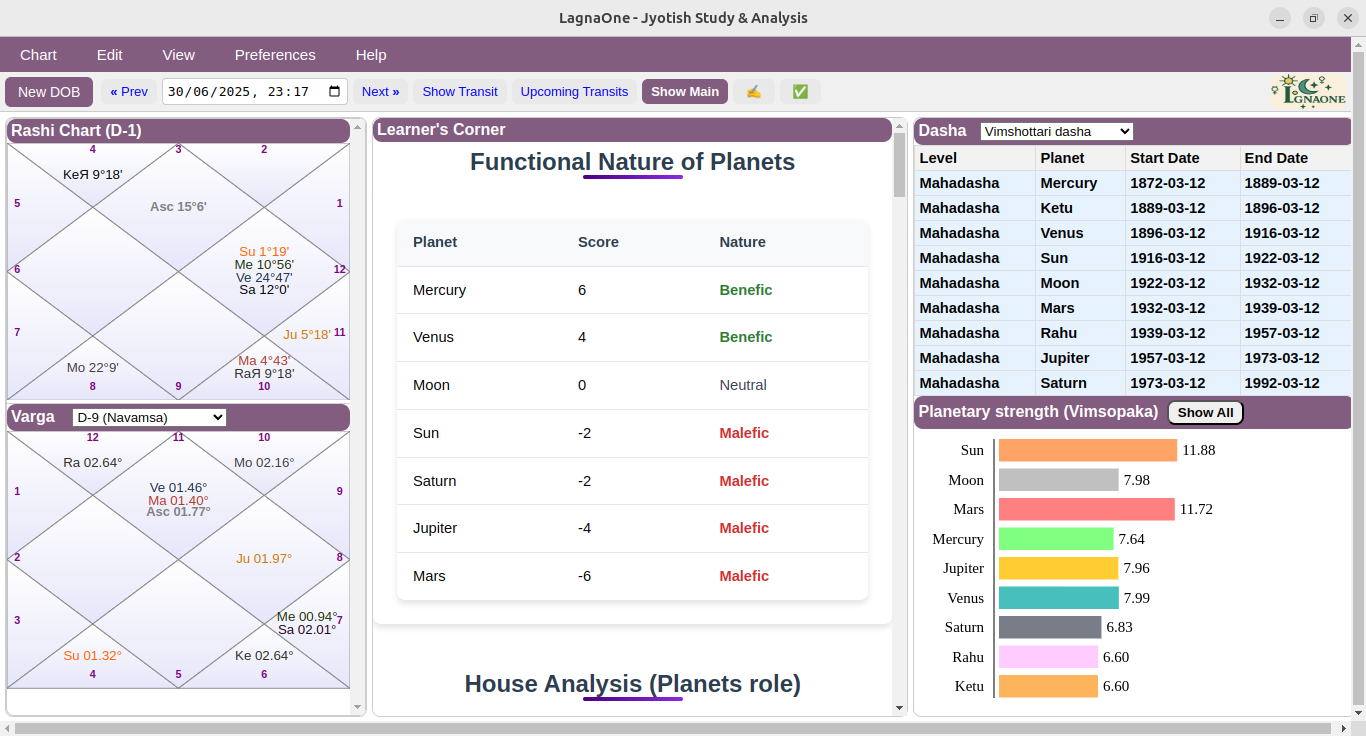 LagnaOne - Jyotish Study & Analysis
Chart Edit View Preferences Help
New DOB « Prev 30/06/2025, 23:17 Next » Show Transit Upcoming Transits Show Main LGNAONE
Rashi Chart (D-1)
4 3 2
KeЯ 9°18'
5 Asc 15°6' 1
Su 1°19'
Me 10°56'
6 Ve 24°47' 12
Sa 12°0'
7 Ju 5°18' 11
Ma 4°43'
Mo 22°9' RaЯ 9°18'
8 9 10
Varga D-9 (Navamsa)
12 11 10
Ra 02.64° Mo 02.16°
1 Ve 01.46° 9
Ma 01.40°
Asc 01.77°
2 Ju 01.97° 8
3 Me 00.94° 7
Sa 02.01°
Su 01.32° Ke 02.64°
4 5 6
Learner's Corner
Functional Nature of Planets
Planet Score Nature
Mercury 6 Benefic
Venus 4 Benefic
Moon 0 Neutral
Sun -2 Malefic
Saturn -2 Malefic
Jupiter -4 Malefic
Mars -6 Malefic
House Analysis (Planets role)
Dasha Vimshottari dasha
Level Planet Start Date End Date
Mahadasha Mercury 1872-03-12 1889-03-12
Mahadasha Ketu 1889-03-12 1896-03-12
Mahadasha Venus 1896-03-12 1916-03-12
Mahadasha Sun 1916-03-12 1922-03-12
Mahadasha Moon 1922-03-12 1932-03-12
Mahadasha Mars 1932-03-12 1939-03-12
Mahadasha Rahu 1939-03-12 1957-03-12
Mahadasha Jupiter 1957-03-12 1973-03-12
Mahadasha Saturn 1973-03-12 1992-03-12
Planetary strength (Vimsopaka) Show All
Sun 11.88
Moon 7.98
Mars 11.72
Mercury 7.64
Jupiter 7.96
Venus 7.99
Saturn 6.83
Rahu 6.60
Ketu 6.60